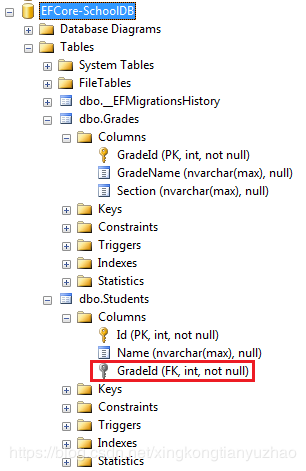 EFCore-SchoolDB
Database Diagrams
Tables
System Tables
FileTables
dbo.__EFMigrationsHistory
dbo.Grades
Columns
GradeId (PK, int, not null)
GradeName (nvarchar(max), null)
Section (nvarchar(max), null)
Keys
Constraints
Triggers
Indexes
Statistics
dbo.Students
Columns
Id (PK, int, not null)
Name (nvarchar(max), null)
GradeId (FK, int, not null)
Keys
Constraints
Triggers
Indexes
Statistics
https://blog.csdn.net/xingkongtianyuzhao